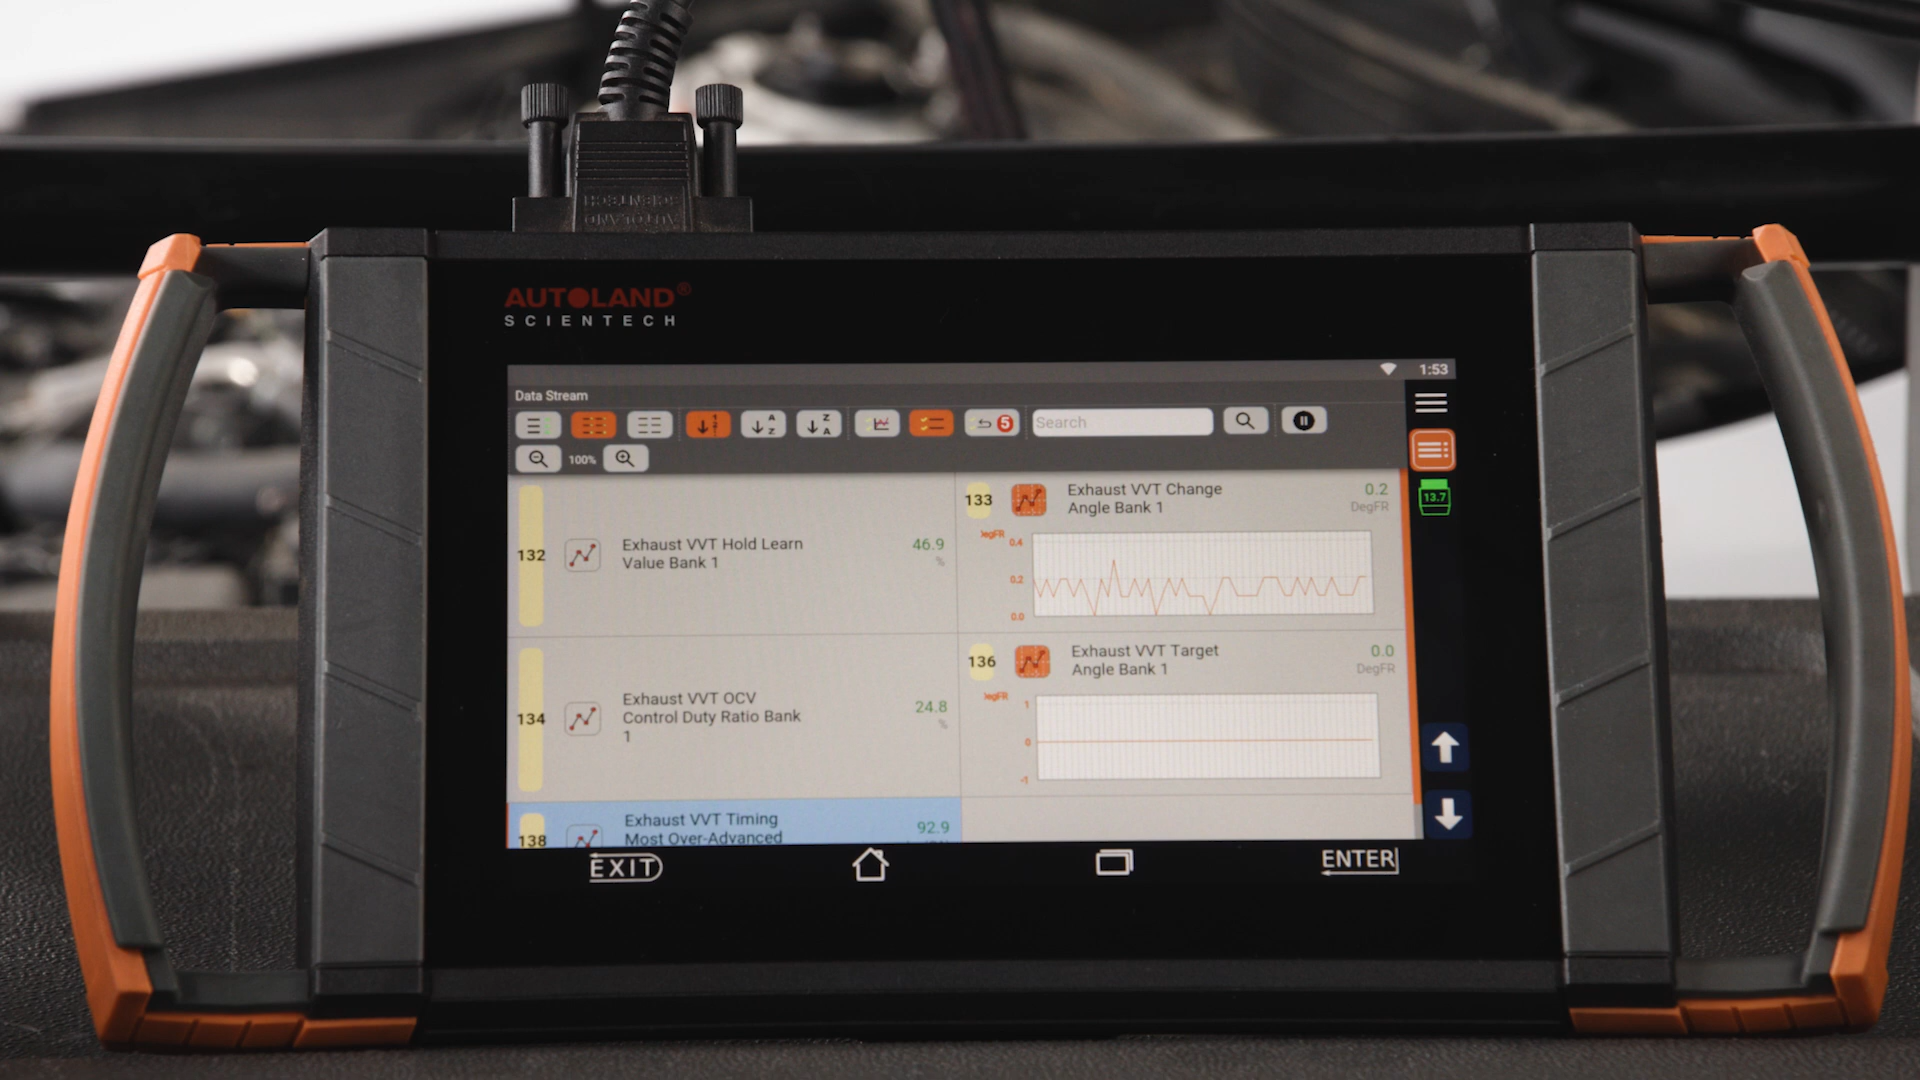 AUTOLAND
SCIENTECH
AUTOLAND®
SCIENTECH
1:53
Data Stream
5
Search
100%
13.7
132
Exhaust VVT Hold Learn
Value Bank 1
46.9
%
133
Exhaust VVT Change
Angle Bank 1
0.2
DegFR
0.4
0.2
0.0
134
Exhaust VVT OCV
Control Duty Ratio Bank
1
24.8
%
136
Exhaust VVT Target
Angle Bank 1
0.0
DegFR
1
0
-1
138
Exhaust VVT Timing
Most Over-Advanced
92.9
EXIT
ENTER